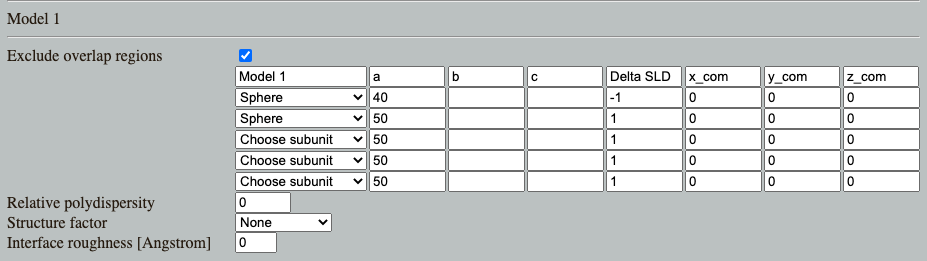 Model 1
Exclude overlap regions
Model 1 a b c Delta SLD x_com y_com z_com
Sphere 40 -1 0 0 0
Sphere 50 1 0 0 0
Choose subunit 50 1 0 0 0
Choose subunit 50 1 0 0 0
Choose subunit 50 1 0 0 0
Relative polydispersity 0
Structure factor None
Interface roughness [Angstrom] 0